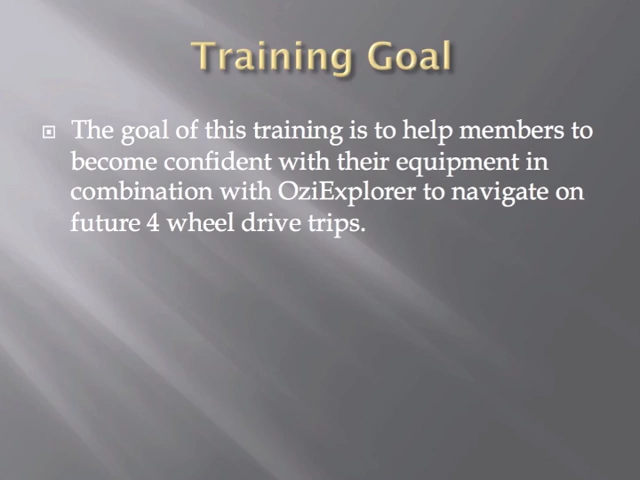 Training Goal
The goal of this training is to help members to
become confident with their equipment in
combination with OziExplorer to navigate on
future 4 wheel drive trips.